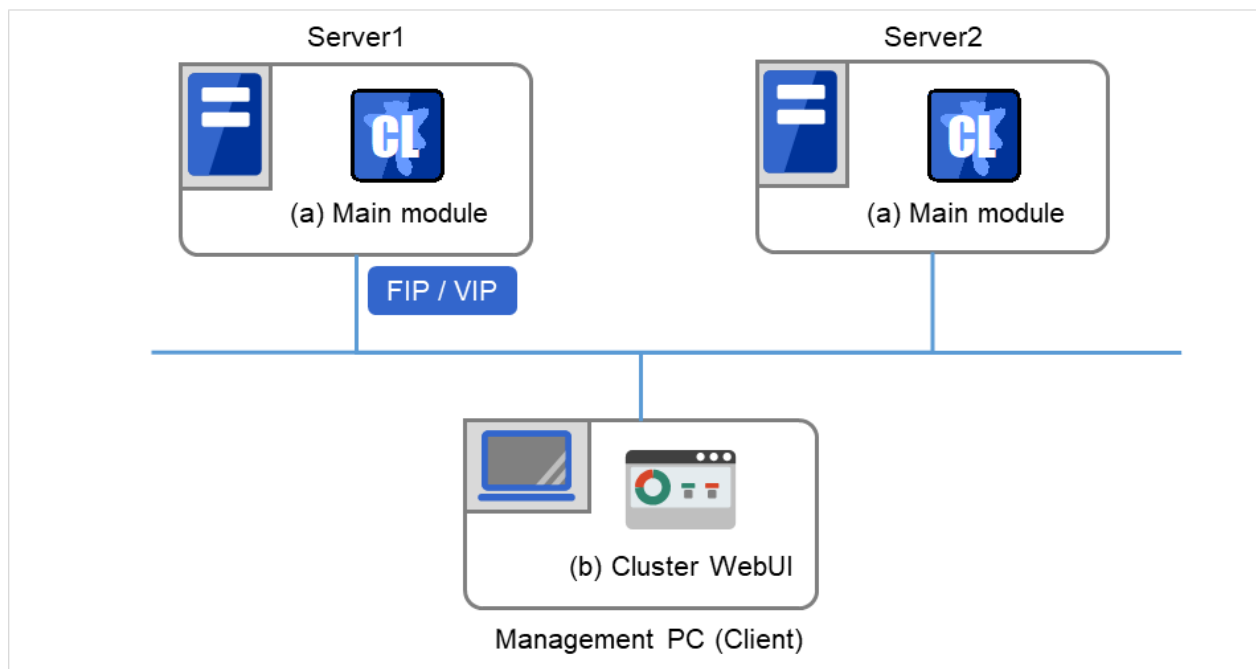 Server1
Server2
CL
CL
(a) Main module
(a) Main module
FIP / VIP
(b) Cluster WebUI
Management PC (Client)